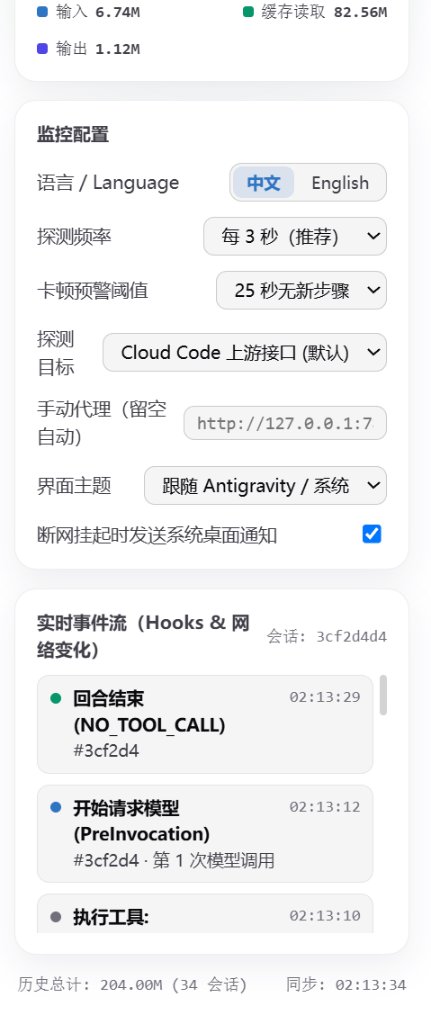 输入 6.74M 缓存读取 82.56M
输出 1.12M
监控配置
语言 / Language 中文 English
探测频率 每 3 秒（推荐）
卡顿预警阈值 25 秒无新步骤
探测
目标
Cloud Code 上游接口 (默认)
手动代理（留空
自动）
http://127.0.0.1:7
界面主题 跟随 Antigravity / 系统
断网挂起时发送系统桌面通知
实时事件流（Hooks & 网
络变化）
会话: 3cf2d4d4
回合结束 02:13:29
(NO_TOOL_CALL)
#3cf2d4
开始请求模型 02:13:12
(PreInvocation)
#3cf2d4 · 第 1 次模型调用
执行工具: 02:13:10
历史总计: 204.00M (34 会话) 同步: 02:13:34